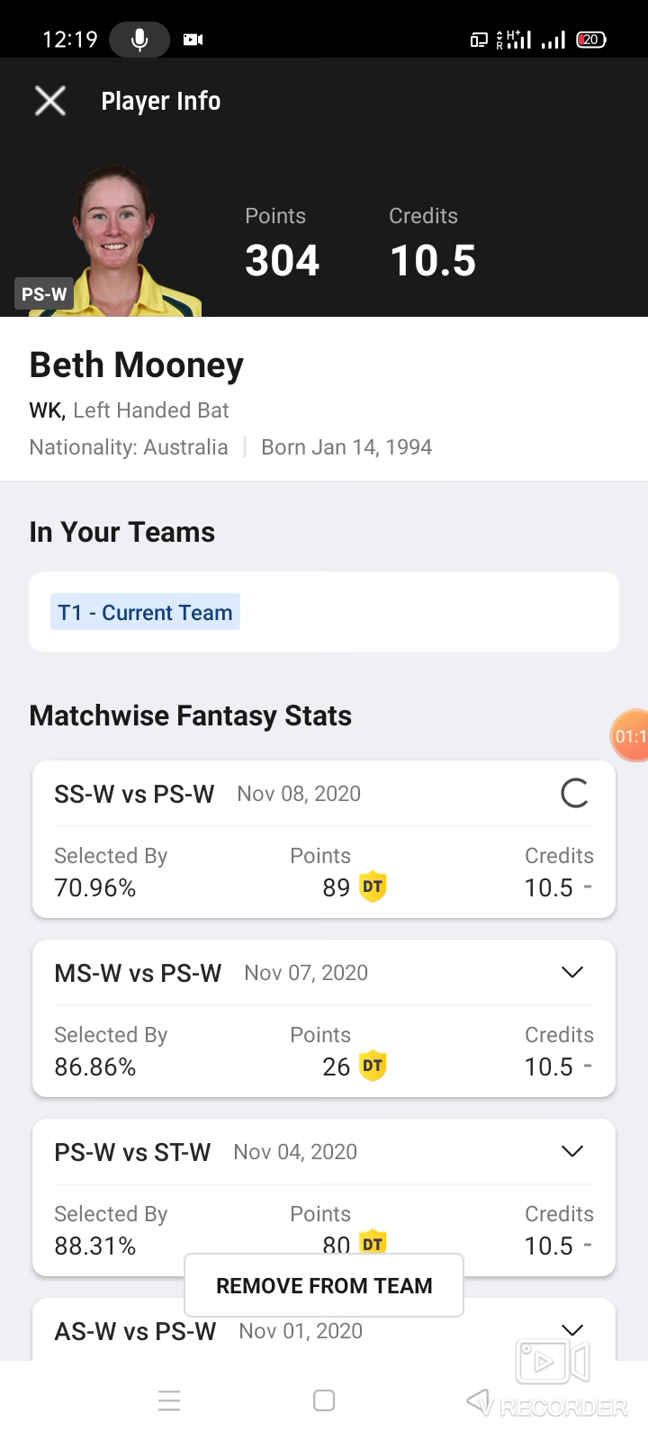 12:19
H+
R
20
Player Info
Points
Credits
304
10.5
PS-W
Beth Mooney
WK, Left Handed Bat
Nationality: Australia | Born Jan 14, 1994
In Your Teams
T1 - Current Team
Matchwise Fantasy Stats
01:1
SS-W vs PS-W Nov 08, 2020
Selected By Points Credits
70.96% 89 DT 10.5 -
MS-W vs PS-W Nov 07, 2020
Selected By Points Credits
86.86% 26 DT 10.5 -
PS-W vs ST-W Nov 04, 2020
Selected By Points Credits
88.31% 80 DT 10.5 -
REMOVE FROM TEAM
AS-W vs PS-W Nov 01, 2020
V RECORDER